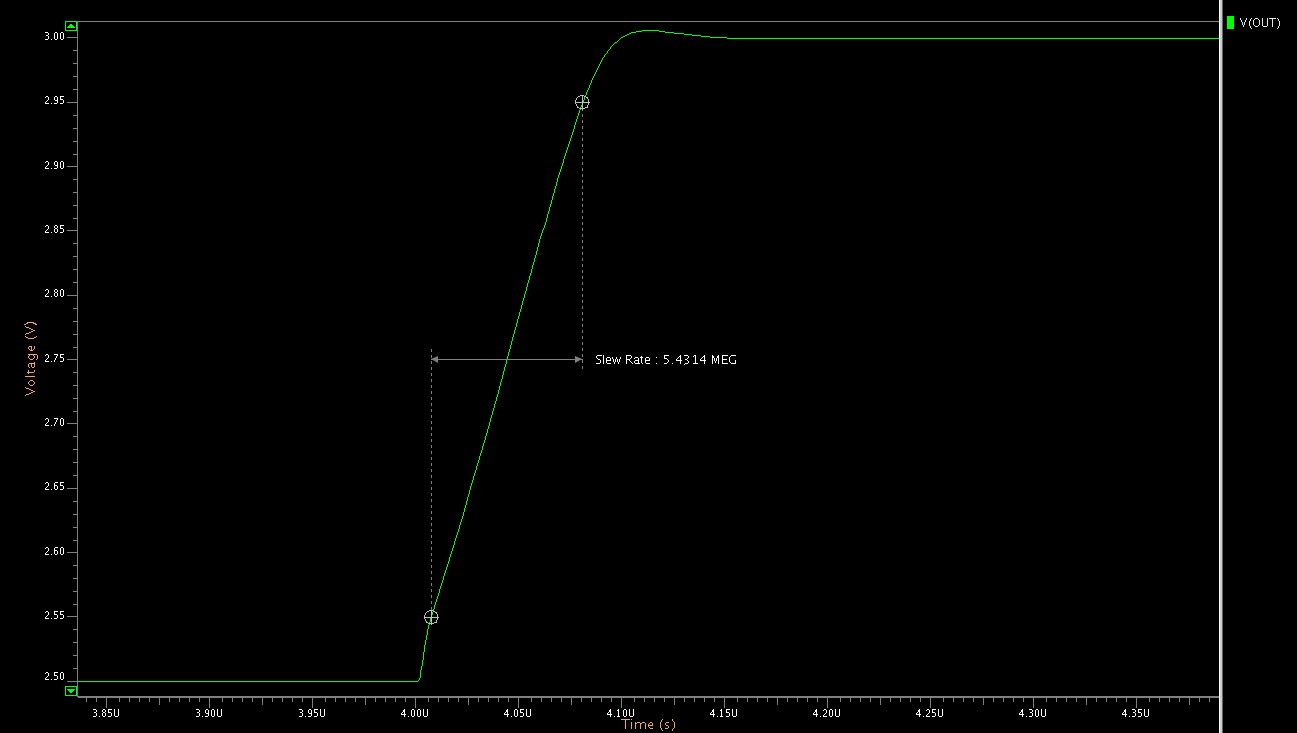 V(OUT)
3.00
2.95
2.90
2.85
2.80
2.75
2.70
2.65
2.60
2.55
2.50
Voltage (V)
Slew Rate : 5.4314 MEG
3.85U 3.900U 3.95U 4.00U 4.05U 4.10U 4.15U 4.20U 4.25U 4.30U 4.35U
Time (s)